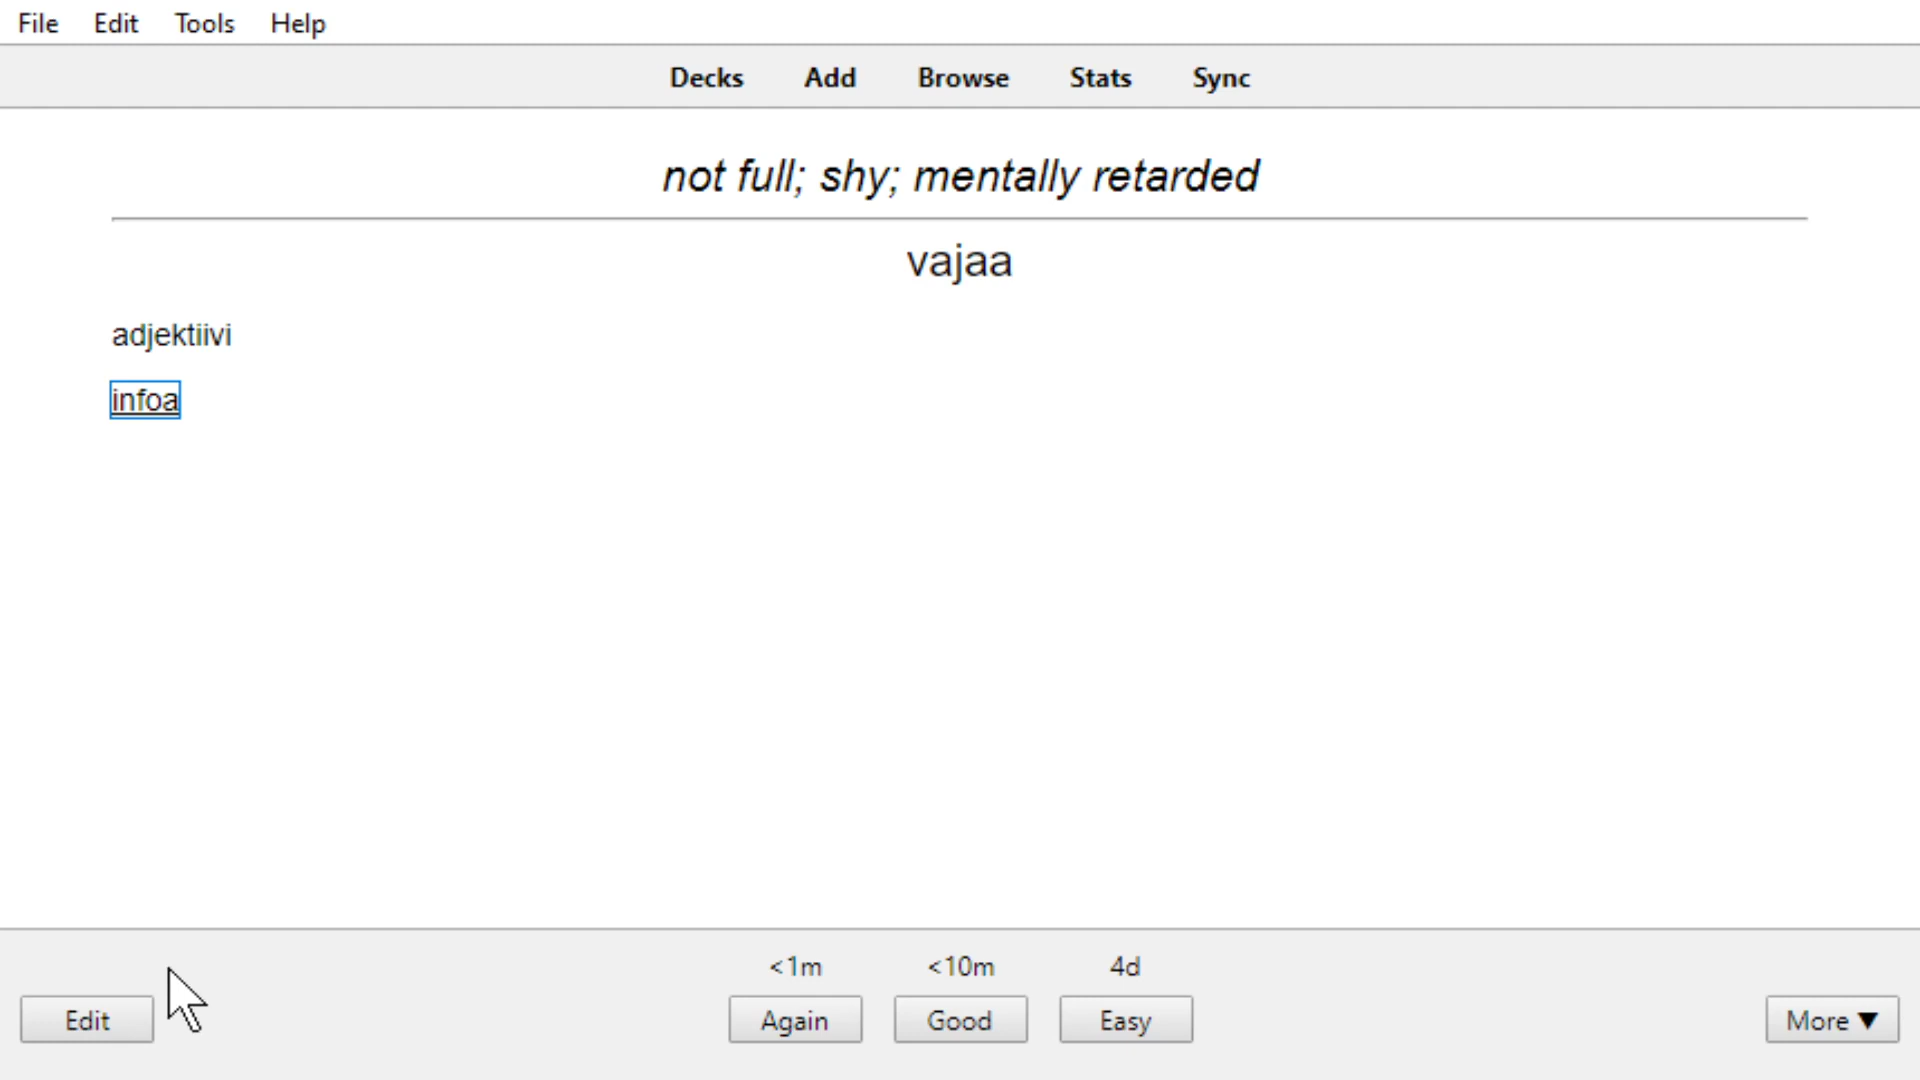 File Edit Tools Help
Decks Add Browse Stats Sync
not full; shy; mentally retarded
vajaa
adjektiivi
infoa
<1m <10m 4d
Edit Again Good Easy More ▼